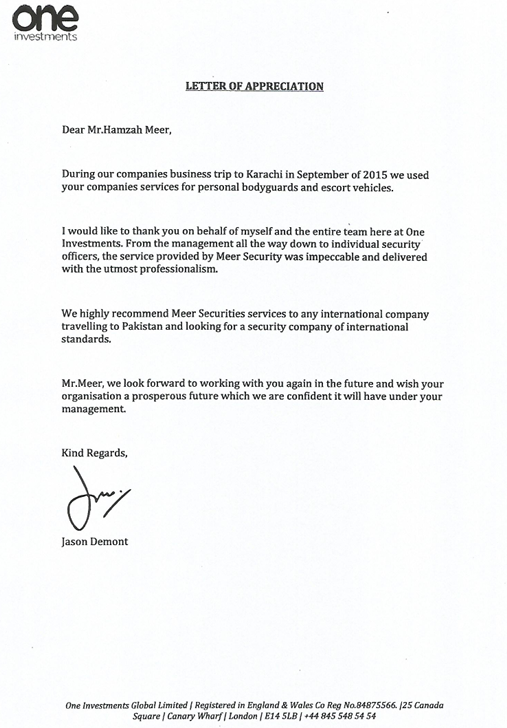 one
investments
LETTER OF APPRECIATION
Dear Mr.Hamzah Meer,
During our companies business trip to Karachi in September of 2015 we used
your companies services for personal bodyguards and escort vehicles.
I would like to thank you on behalf of myself and the entire team here at One
Investments. From the management all the way down to individual security
officers, the service provided by Meer Security was impeccable and delivered
with the utmost professionalism.
We highly recommend Meer Securities services to any international company
travelling to Pakistan and looking for a security company of international
standards.
Mr.Meer, we look forward to working with you again in the future and wish your
organisation a prosperous future which we are confident it will have under your
management.
Kind Regards,
Jason Demont
One Investments Global Limited | Registered in England & Wales Co Reg No.84875566. |25 Canada
Square | Canary Wharf | London | E14 5LB | +44 845 548 54 54